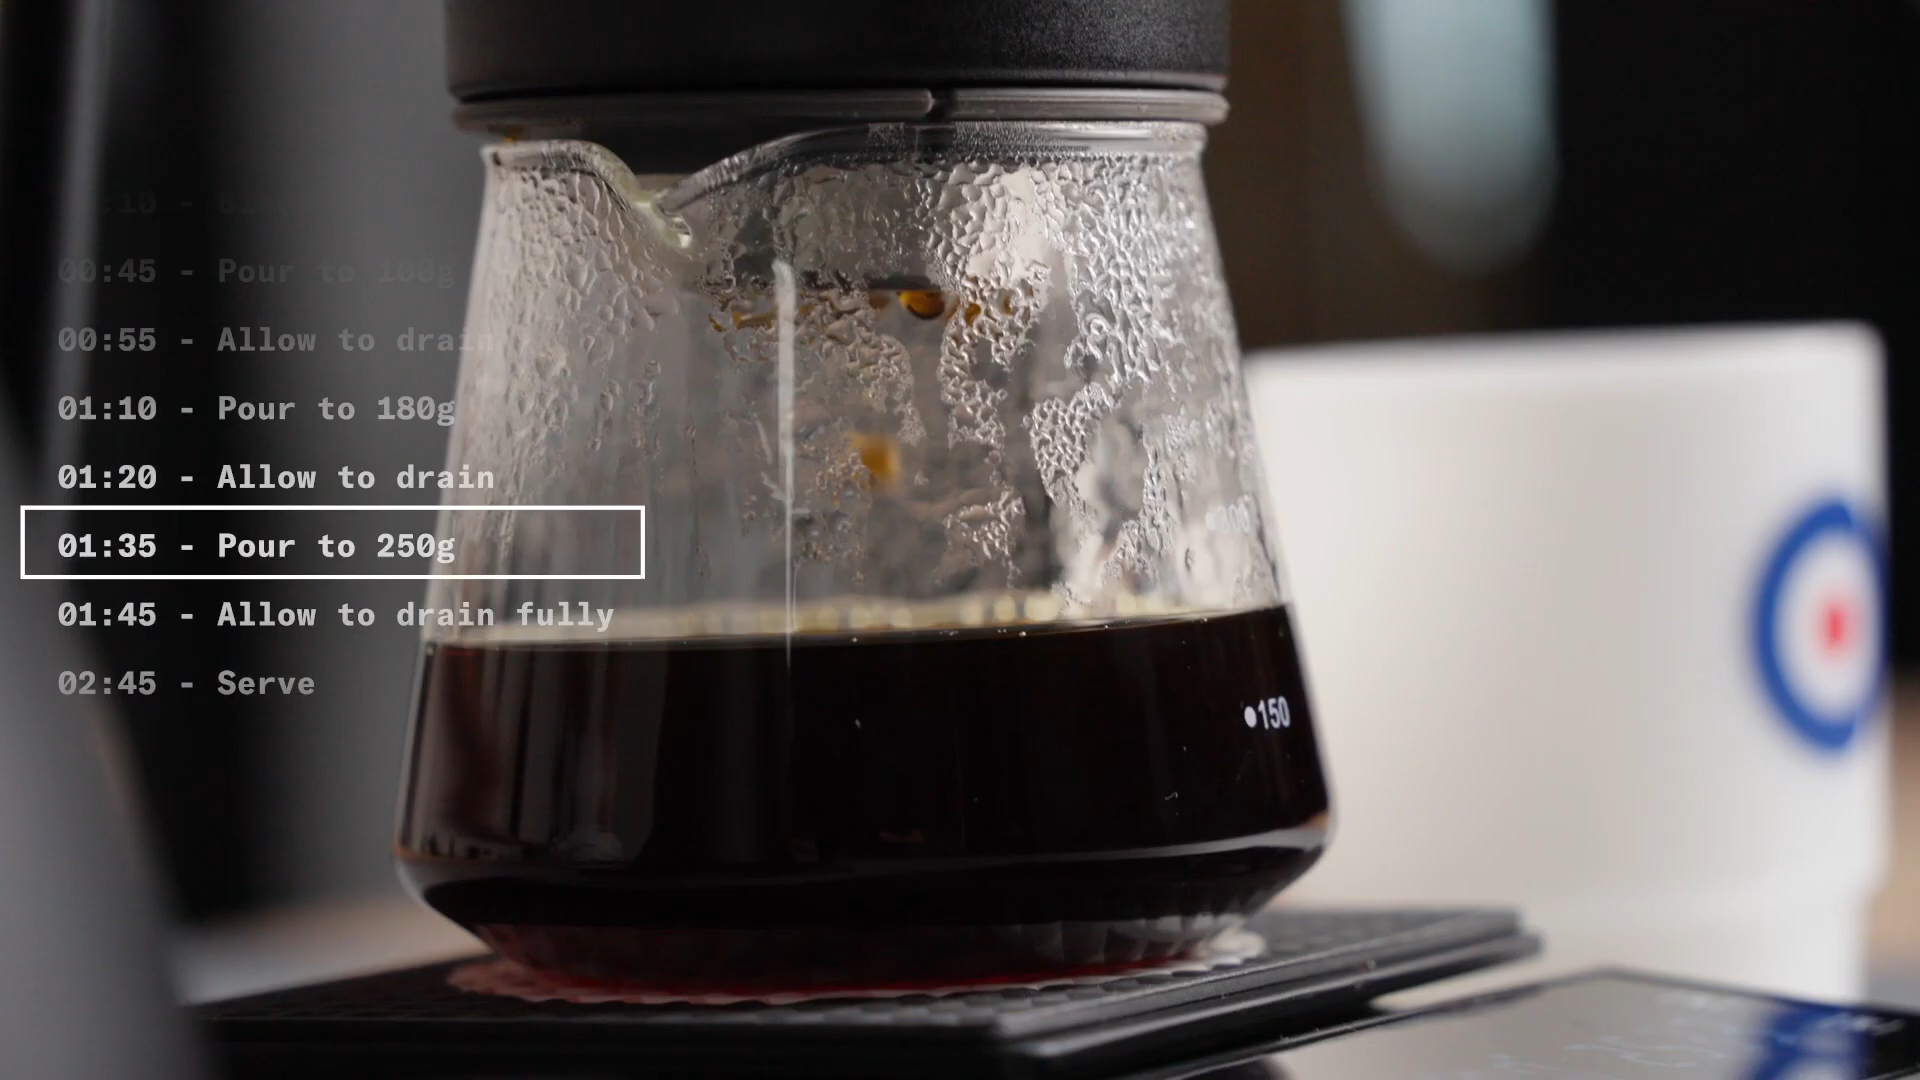 00:45 - Pour to 100g
00:55 - Allow to drain
01:10 - Pour to 180g
01:20 - Allow to drain
01:35 - Pour to 250g
01:45 - Allow to drain fully
02:45 - Serve
150